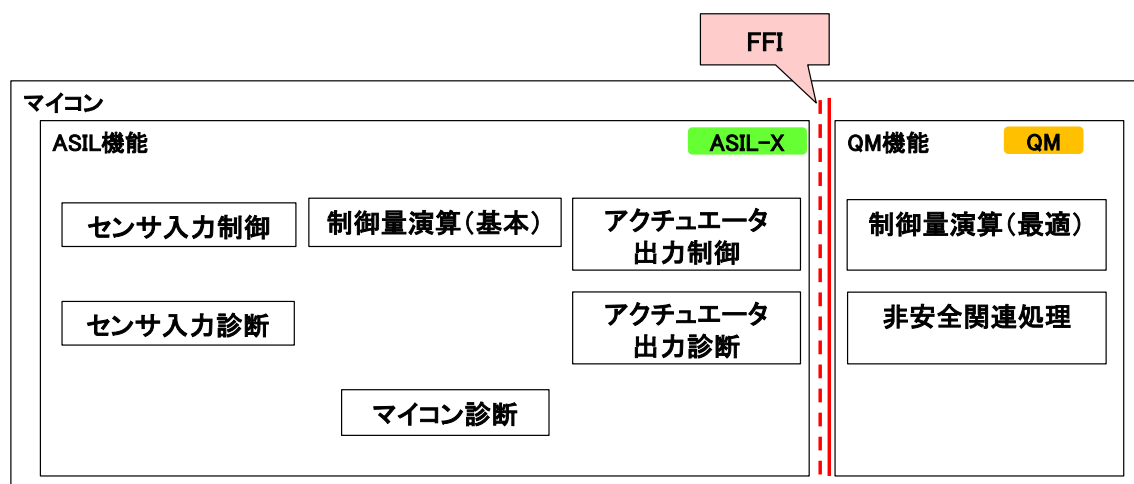 FFI
マイコン
ASIL機能
ASIL-X
QM機能
QM
センサ入力制御
制御量演算(基本)
アクチュエータ
出力制御
制御量演算(最適)
センサ入力診断
アクチュエータ
出力診断
非安全関連処理
マイコン診断